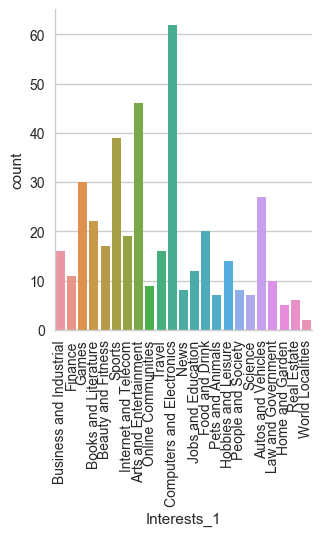 60
50
40
30
20
10
0
count
Business and Industrial
Finance
Games
Books and Literature
Beauty and Fitness
Sports
Internet and Telecom
Arts and Entertainment
Online Communities
Travel
Computers and Electronics
News
Jobs and Education
Food and Drink
Pets and Animals
Hobbies and Leisure
People and Society
Science
Autos and Vehicles
Law and Government
Home and Garden
Real Estate
World Localities
Interests_1